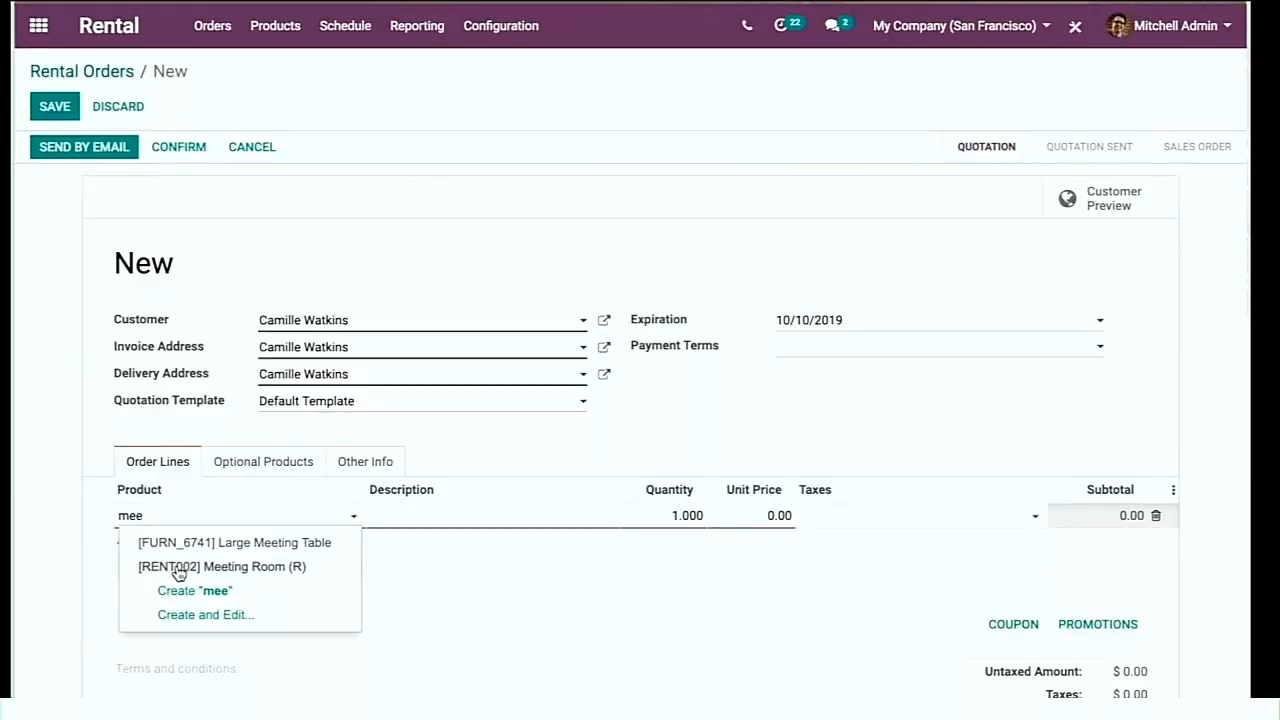 Rental Orders Products Schedule Reporting Configuration 22 2 My Company (San Francisco) Mitchell Admin
Rental Orders / New
SAVE DISCARD
SEND BY EMAIL CONFIRM CANCEL QUOTATION QUOTATION SENT SALES ORDER
Customer
Preview
New
Customer Camille Watkins Expiration 10/10/2019
Invoice Address Camille Watkins Payment Terms
Delivery Address Camille Watkins
Quotation Template Default Template
Order Lines Optional Products Other Info
Product Description Quantity Unit Price Taxes Subtotal
mee 1.000 0.00 0.00
[FURN_6741] Large Meeting Table
[RENT002] Meeting Room (R)
Create "mee"
Create and Edit...
COUPON PROMOTIONS
Terms and conditions...
Untaxed Amount: $ 0.00
Taxes: $ 0.00